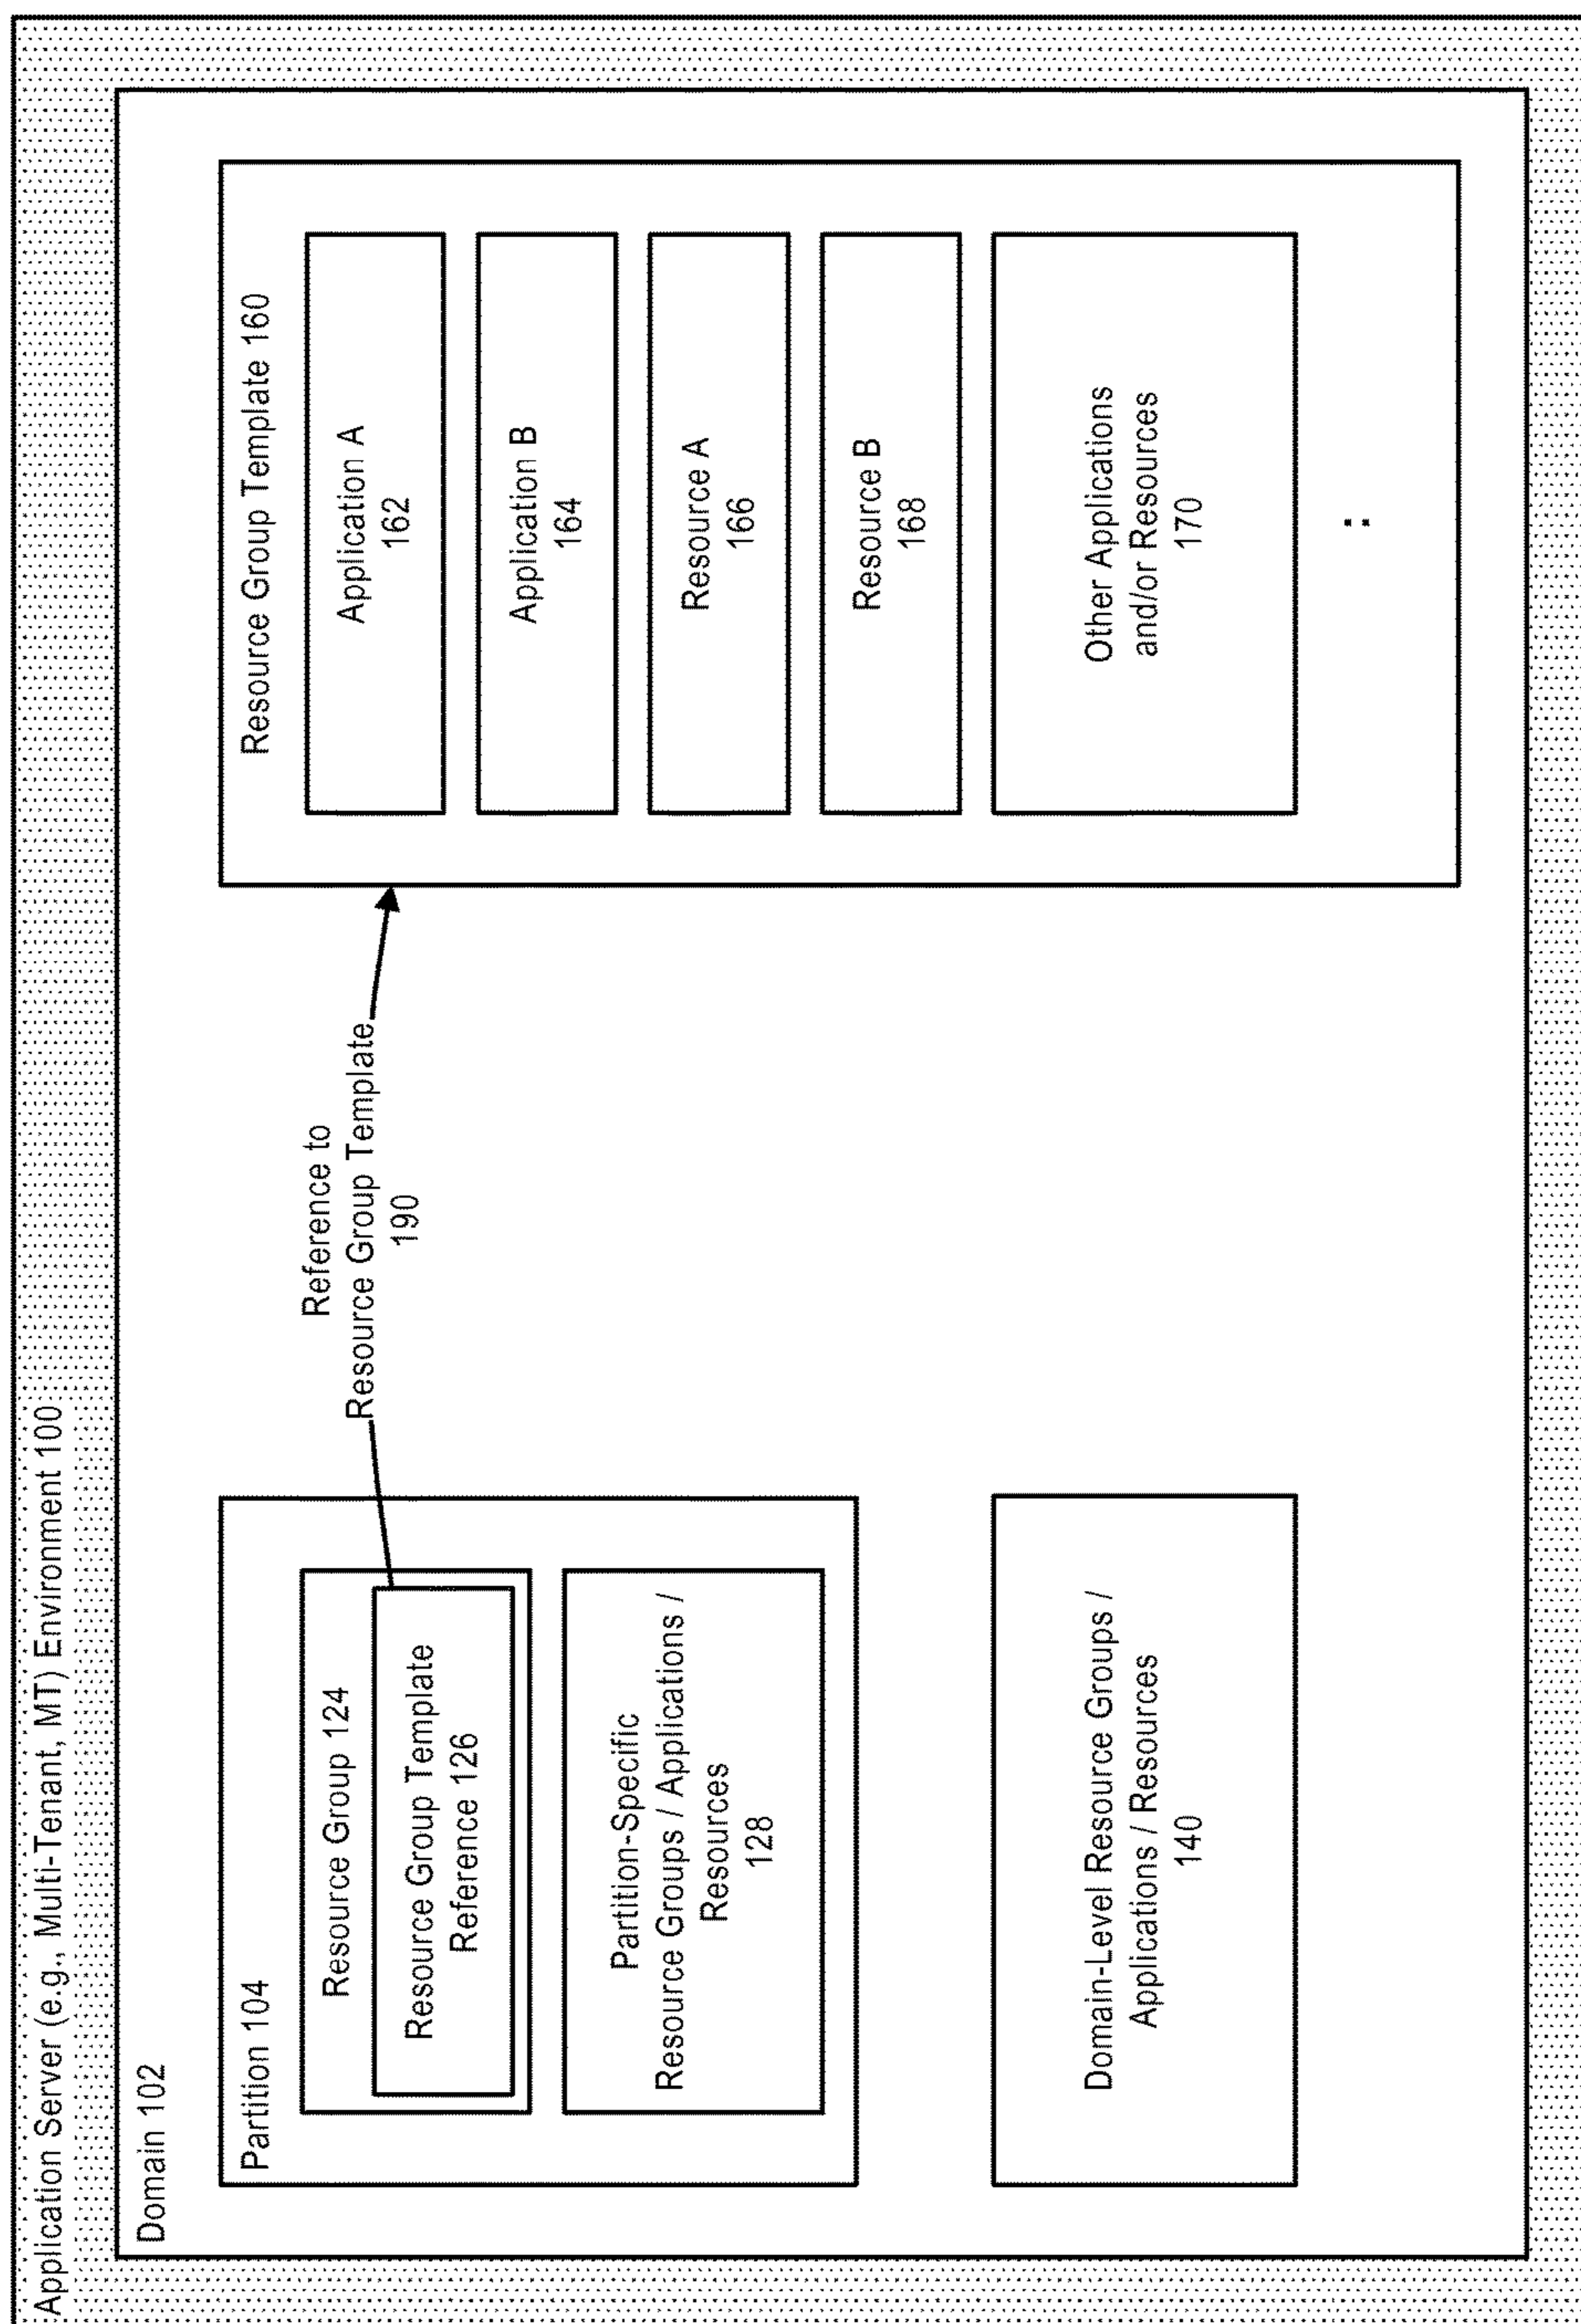 Application Server (e.g., Multi-Tenant, MT) Environment 100
Domain 102
Partition 104
Resource Group 124
Resource Group Template
Reference 126
Partition-Specific
Resource Groups / Applications /
Resources
128
Domain-Level Resource Groups /
Applications / Resources
140
Reference to
Resource Group Template
190
Resource Group Template 160
Application A
162
Application B
164
Resource A
166
Resource B
168
Other Applications
and/or Resources
170
..